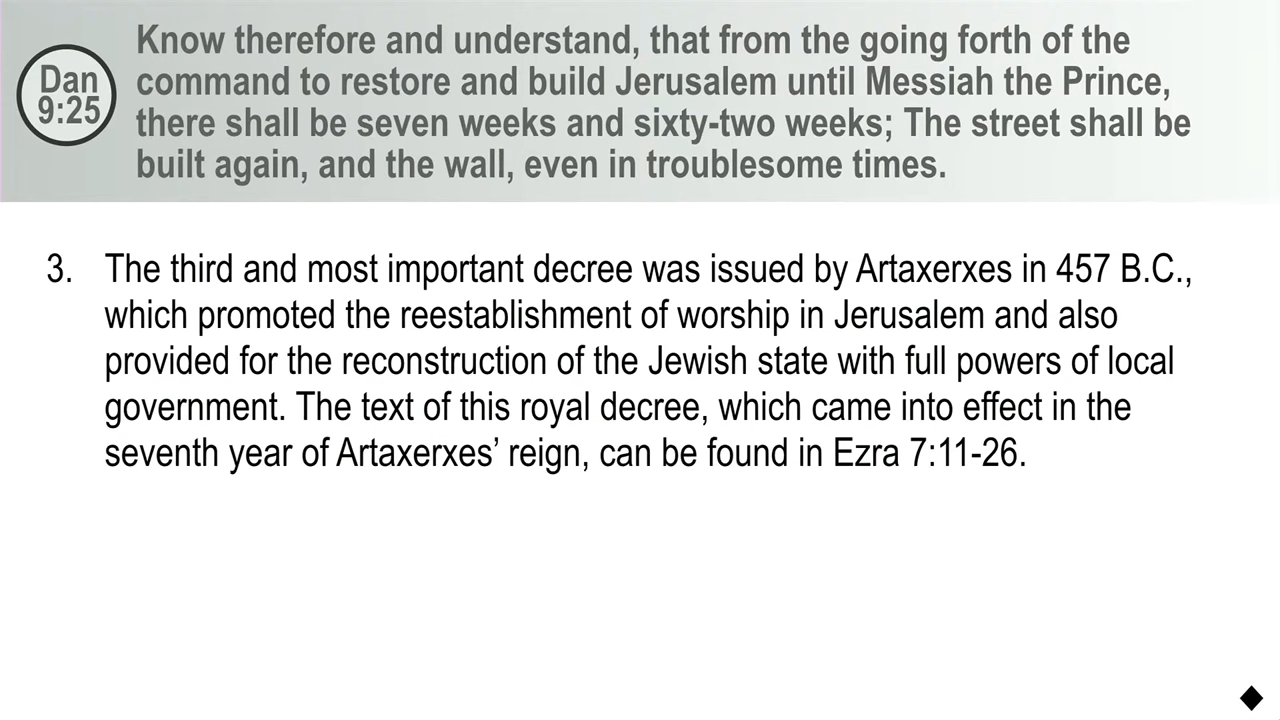 Dan
9:25
Know therefore and understand, that from the going forth of the
command to restore and build Jerusalem until Messiah the Prince,
there shall be seven weeks and sixty-two weeks; The street shall be
built again, and the wall, even in troublesome times.
3. The third and most important decree was issued by Artaxerxes in 457 B.C.,
which promoted the reestablishment of worship in Jerusalem and also
provided for the reconstruction of the Jewish state with full powers of local
government. The text of this royal decree, which came into effect in the
seventh year of Artaxerxes’ reign, can be found in Ezra 7:11-26.